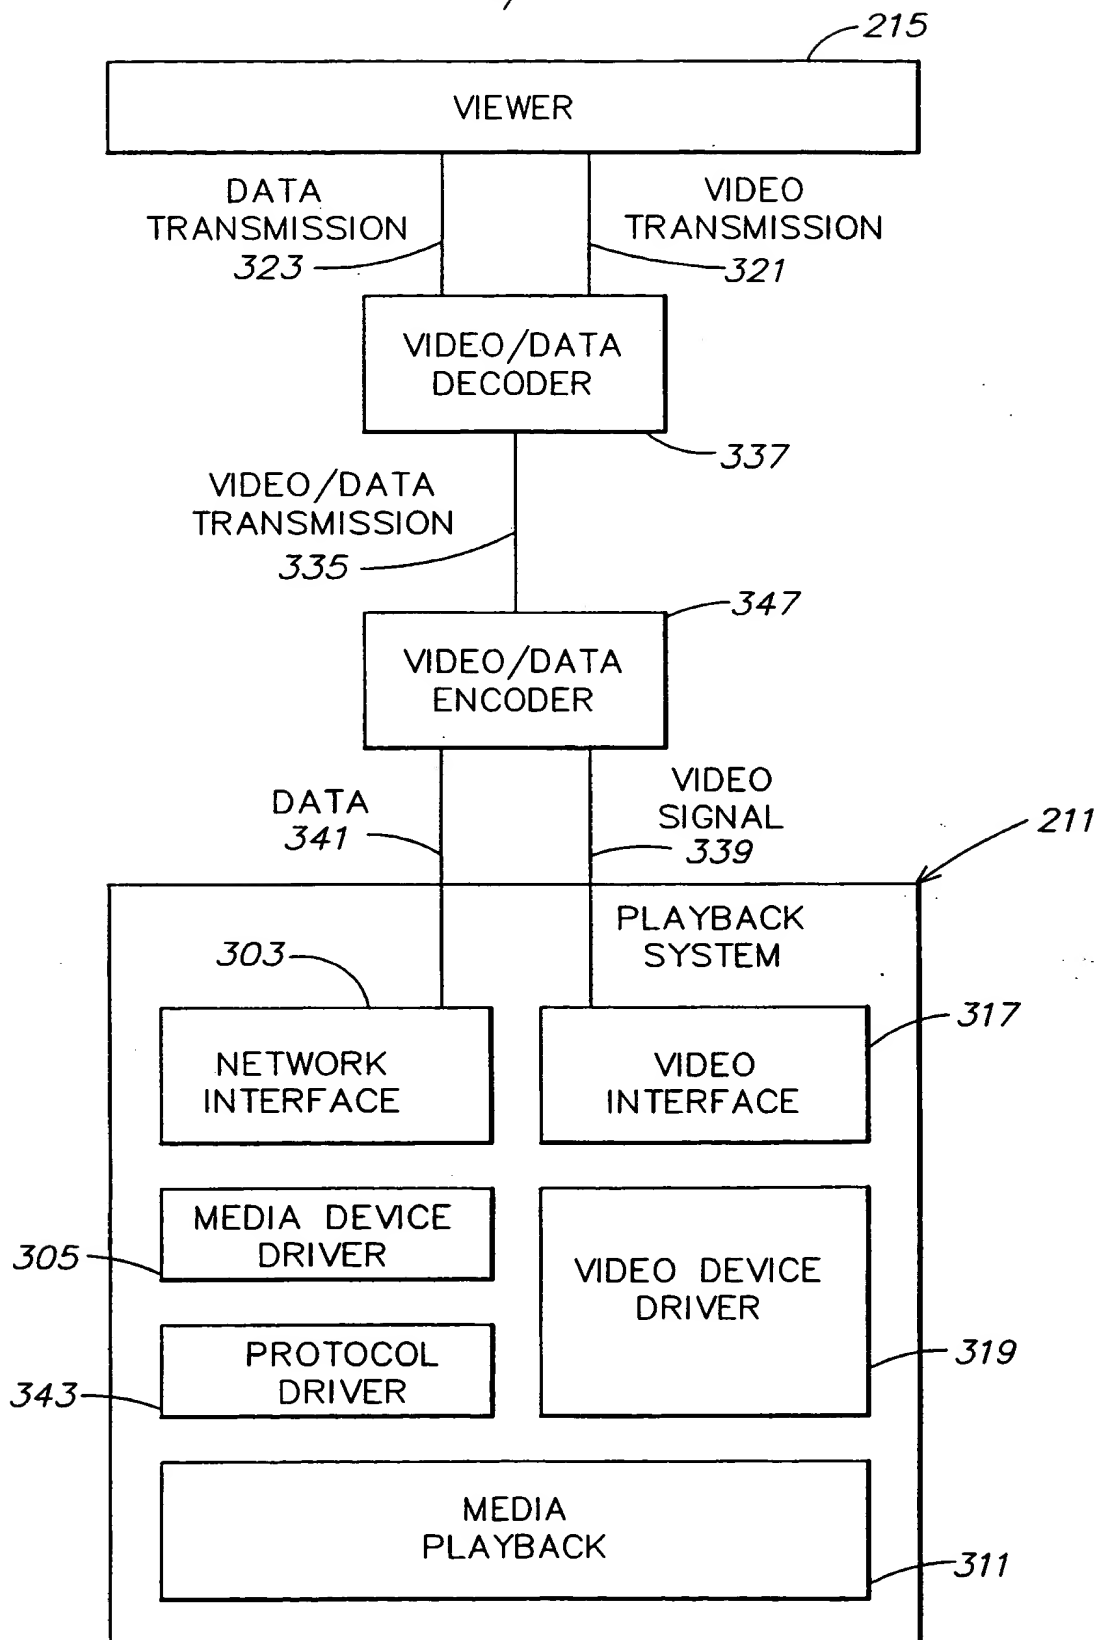 215
VIEWER
DATA
TRANSMISSION
323
VIDEO
TRANSMISSION
321
VIDEO/DATA
DECODER
337
VIDEO/DATA
TRANSMISSION
335
347
VIDEO/DATA
ENCODER
DATA
341
VIDEO
SIGNAL
339
211
PLAYBACK
SYSTEM
303
317
NETWORK
INTERFACE
VIDEO
INTERFACE
MEDIA DEVICE
DRIVER
305
VIDEO DEVICE
DRIVER
319
PROTOCOL
DRIVER
343
MEDIA
PLAYBACK
311